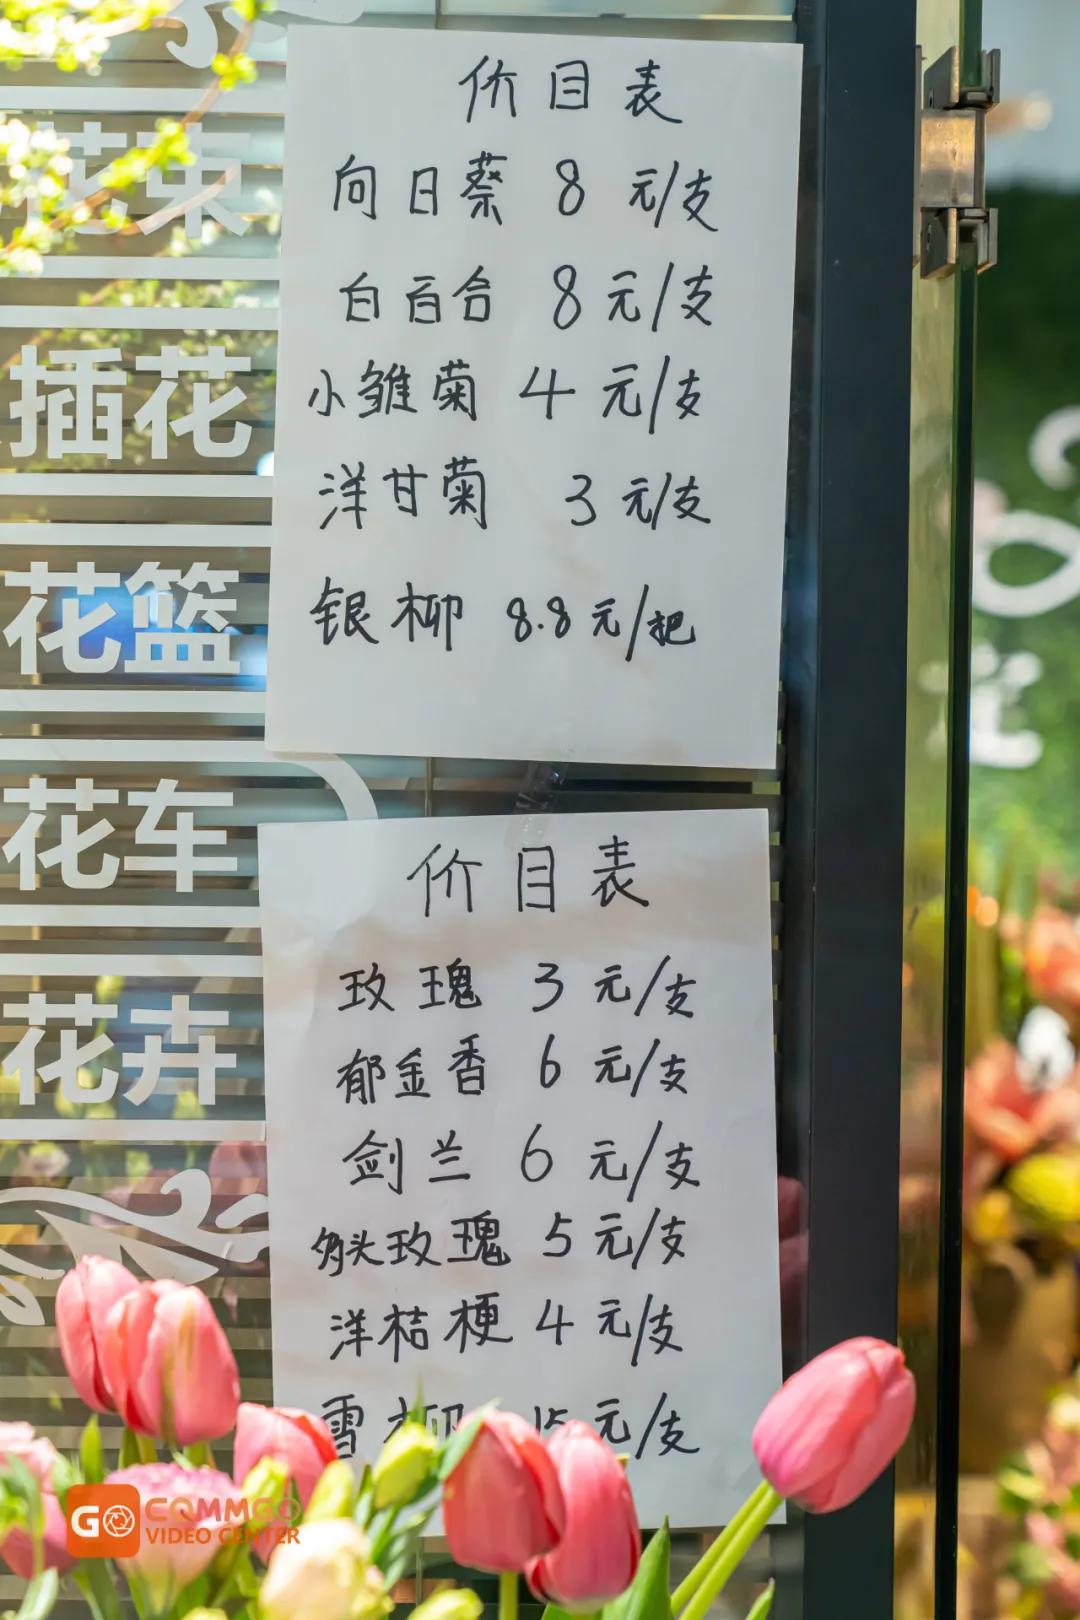 价目表
向日蔡 8 元/支
白百合 8 元/支
小雏菊 4 元/支
洋甘菊 3 元/支
银柳 8.8元/把
价目表
玫瑰 3 元/支
郁金香 6 元/支
剑兰 6 元/支
多头玫瑰 5 元/支
洋桔梗 4 元/支
雪柳 15元/支
花束
插花
花篮
花车
花卉
GO COMMGO
VIDEO CENTER